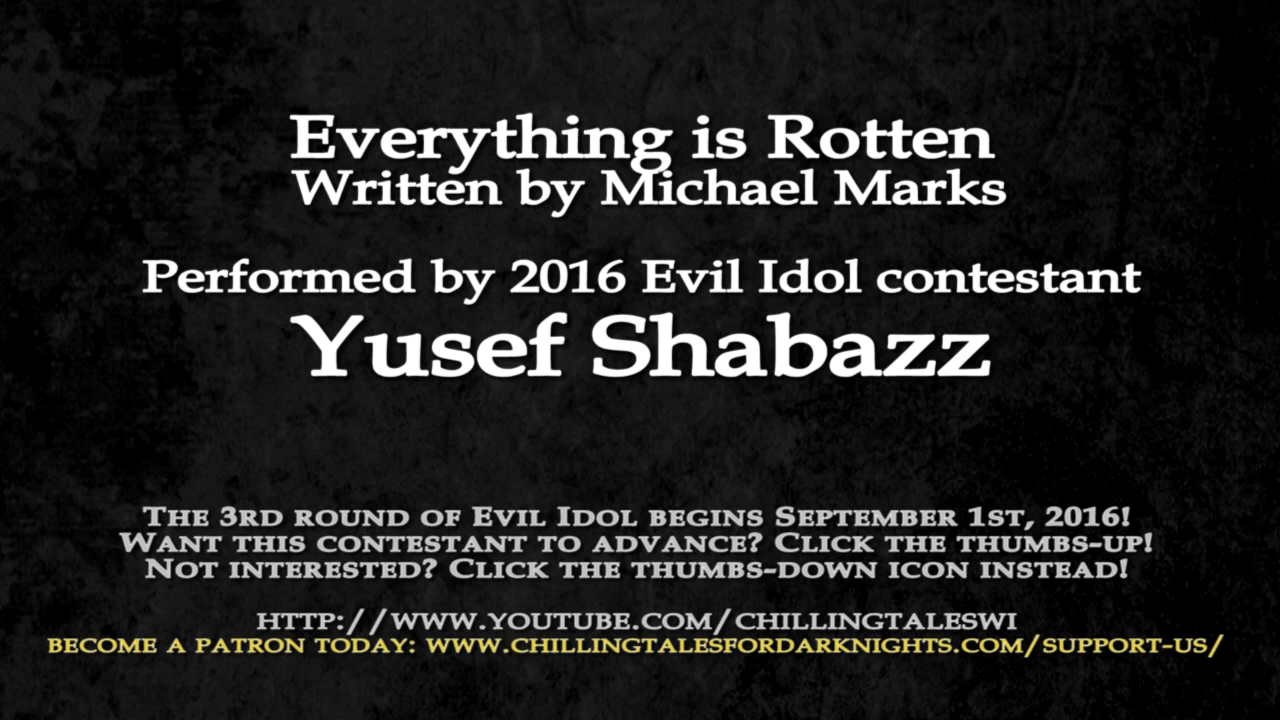 Everything is Rotten
Written by Michael Marks
Performed by 2016 Evil Idol contestant
Yusef Shabazz
The 3rd round of Evil Idol begins September 1st, 2016!
Want this contestant to advance? Click the thumbs-up!
Not interested? Click the thumbs-down icon instead!
http://www.youtube.com/chillingtaleswi
become a patron today: www.chillingtalesfordarknights.com/support-us/